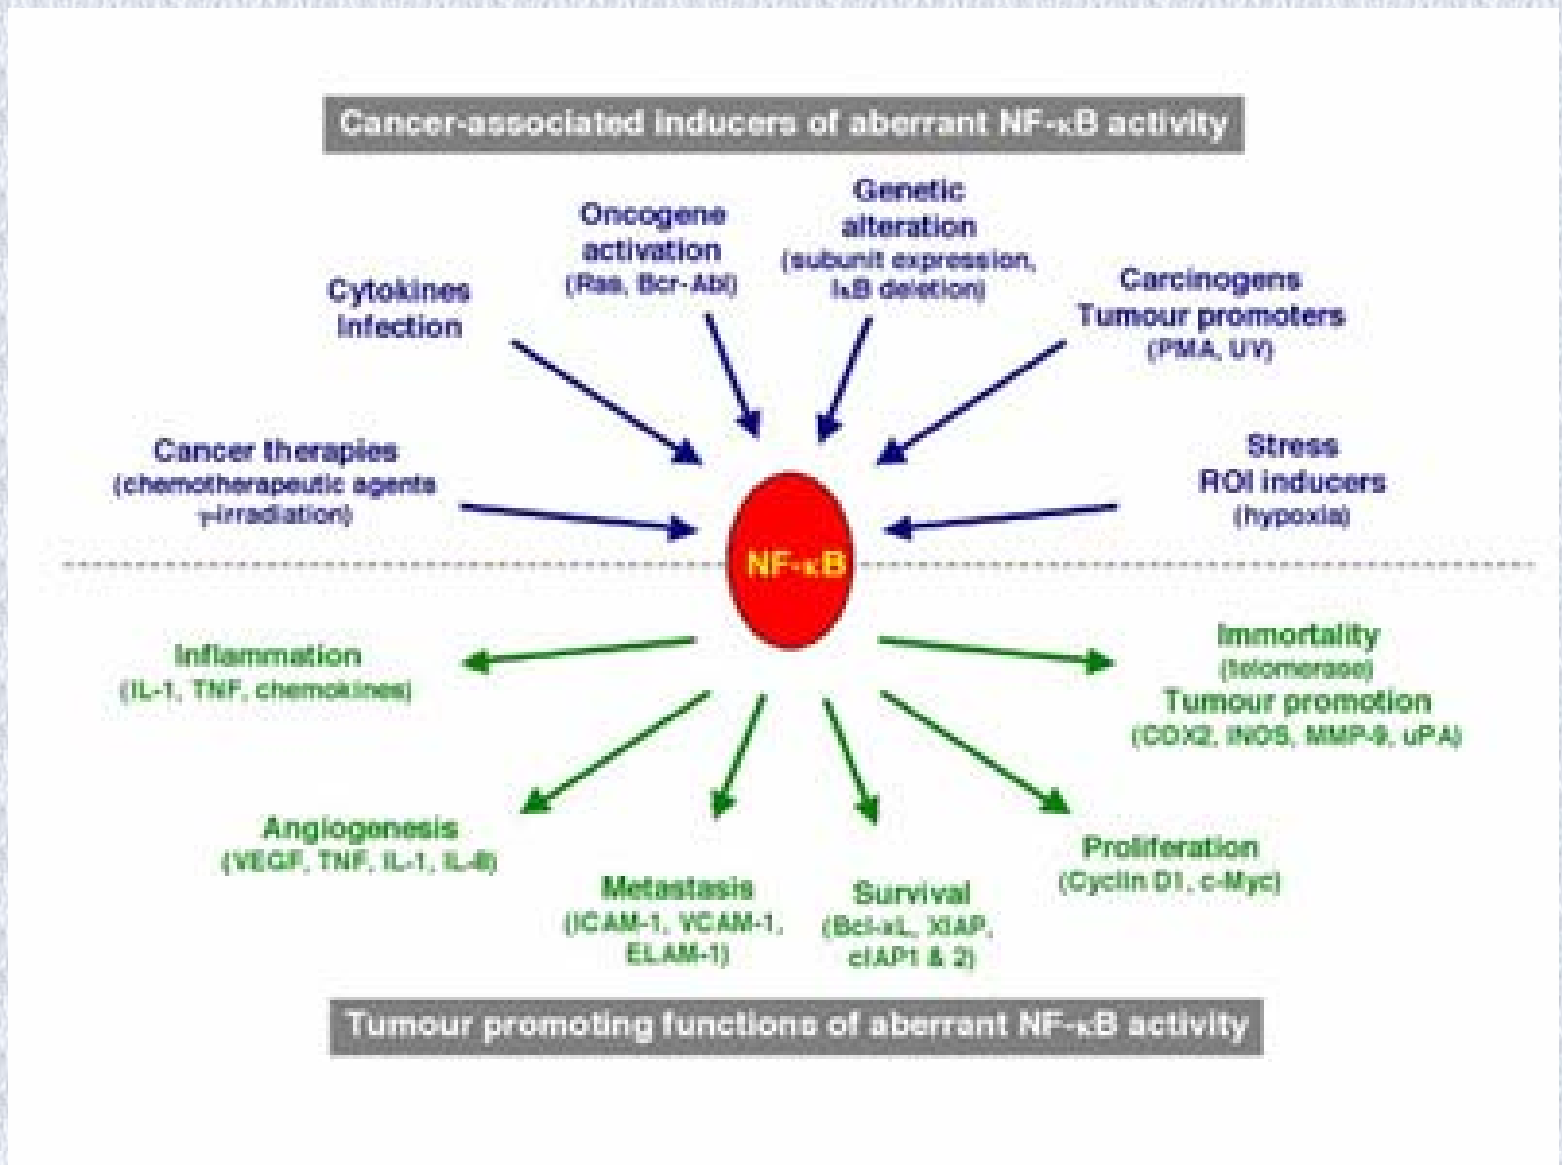 Cancer-associated inducers of aberrant NF-κB activity
Genetic
alteration
(subunit expression,
IκB deletion)
Oncogene
activation
(Ras, Bcr-Abl)
Cytokines
Infection
Carcinogens
Tumour promoters
(PMA, UV)
Cancer therapies
(chemotherapeutic agents
γ-irradiation)
Stress
ROI inducers
(hypoxia)
NF-κB
Inflammation
(IL-1, TNF, chemokines)
Immortality
(telomerase)
Tumour promotion
(COX2, iNOS, MMP-9, uPA)
Angiogenesis
(VEGF, TNF, IL-1, IL-8)
Metastasis
(ICAM-1, VCAM-1,
ELAM-1)
Survival
(Bcl-xL, XIAP,
cIAP1 & 2)
Proliferation
(Cyclin D1, c-Myc)
Tumour promoting functions of aberrant NF-κB activity